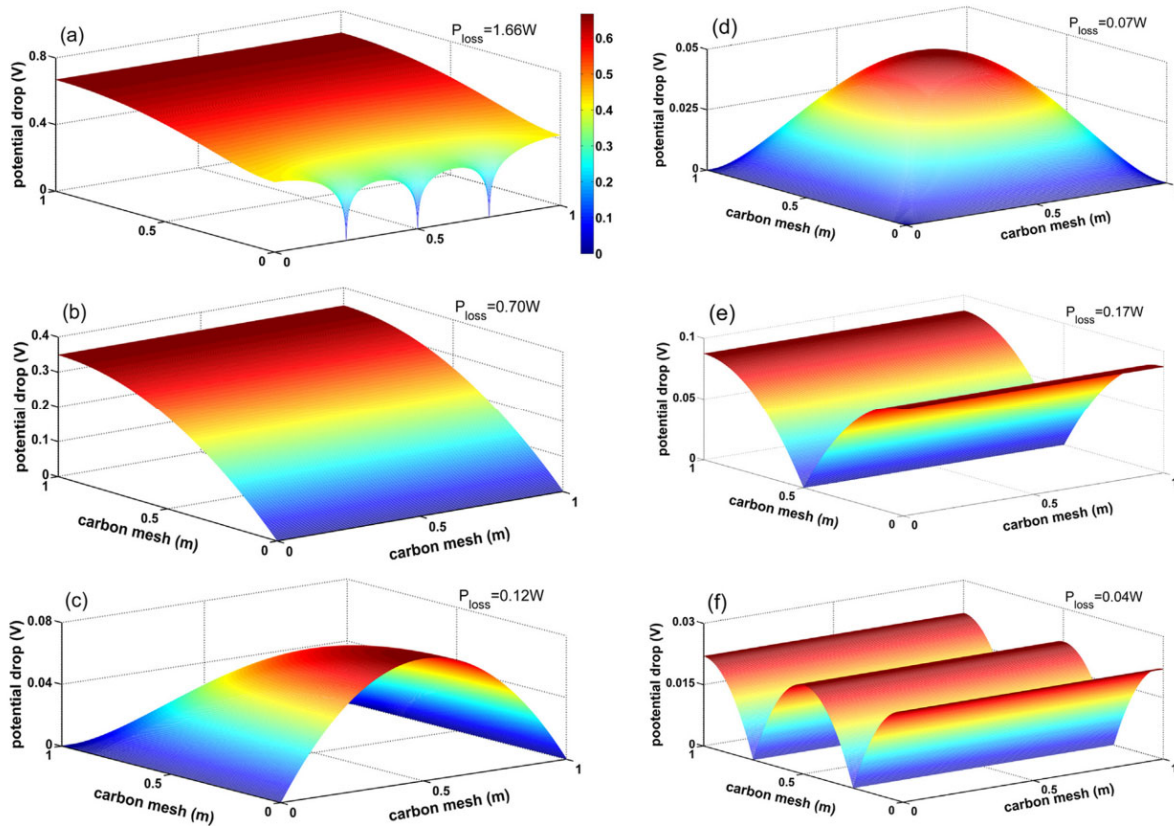 (a)
P_loss=1.66W
potential drop (V)
0.8
0.4
0
1
0.5
0
0
0.5
1
0.6
0.5
0.4
0.3
0.2
0.1
0
(b)
P_loss=0.70W
potential drop (V)
0.4
0.3
0.2
0.1
0
1
0.5
0
carbon mesh (m)
0
0.5
1
carbon mesh (m)
(c)
P_loss=0.12W
potential drop (V)
0.08
0.04
0
1
0.5
0
carbon mesh (m)
0
0.5
1
carbon mesh (m)
(d)
P_loss=0.07W
potential drop (V)
0.05
0.025
0
1
0.5
0
carbon mesh (m)
0
0.5
1
carbon mesh (m)
(e)
P_loss=0.17W
potential drop (V)
0.1
0.05
0
1
0.5
0
carbon mesh (m)
0
0.5
1
carbon mesh (m)
(f)
P_loss=0.04W
pootential drop (V)
0.03
0.015
0
1
0.5
0
carbon mesh (m)
0
0.5
1
carbon mesh (m)